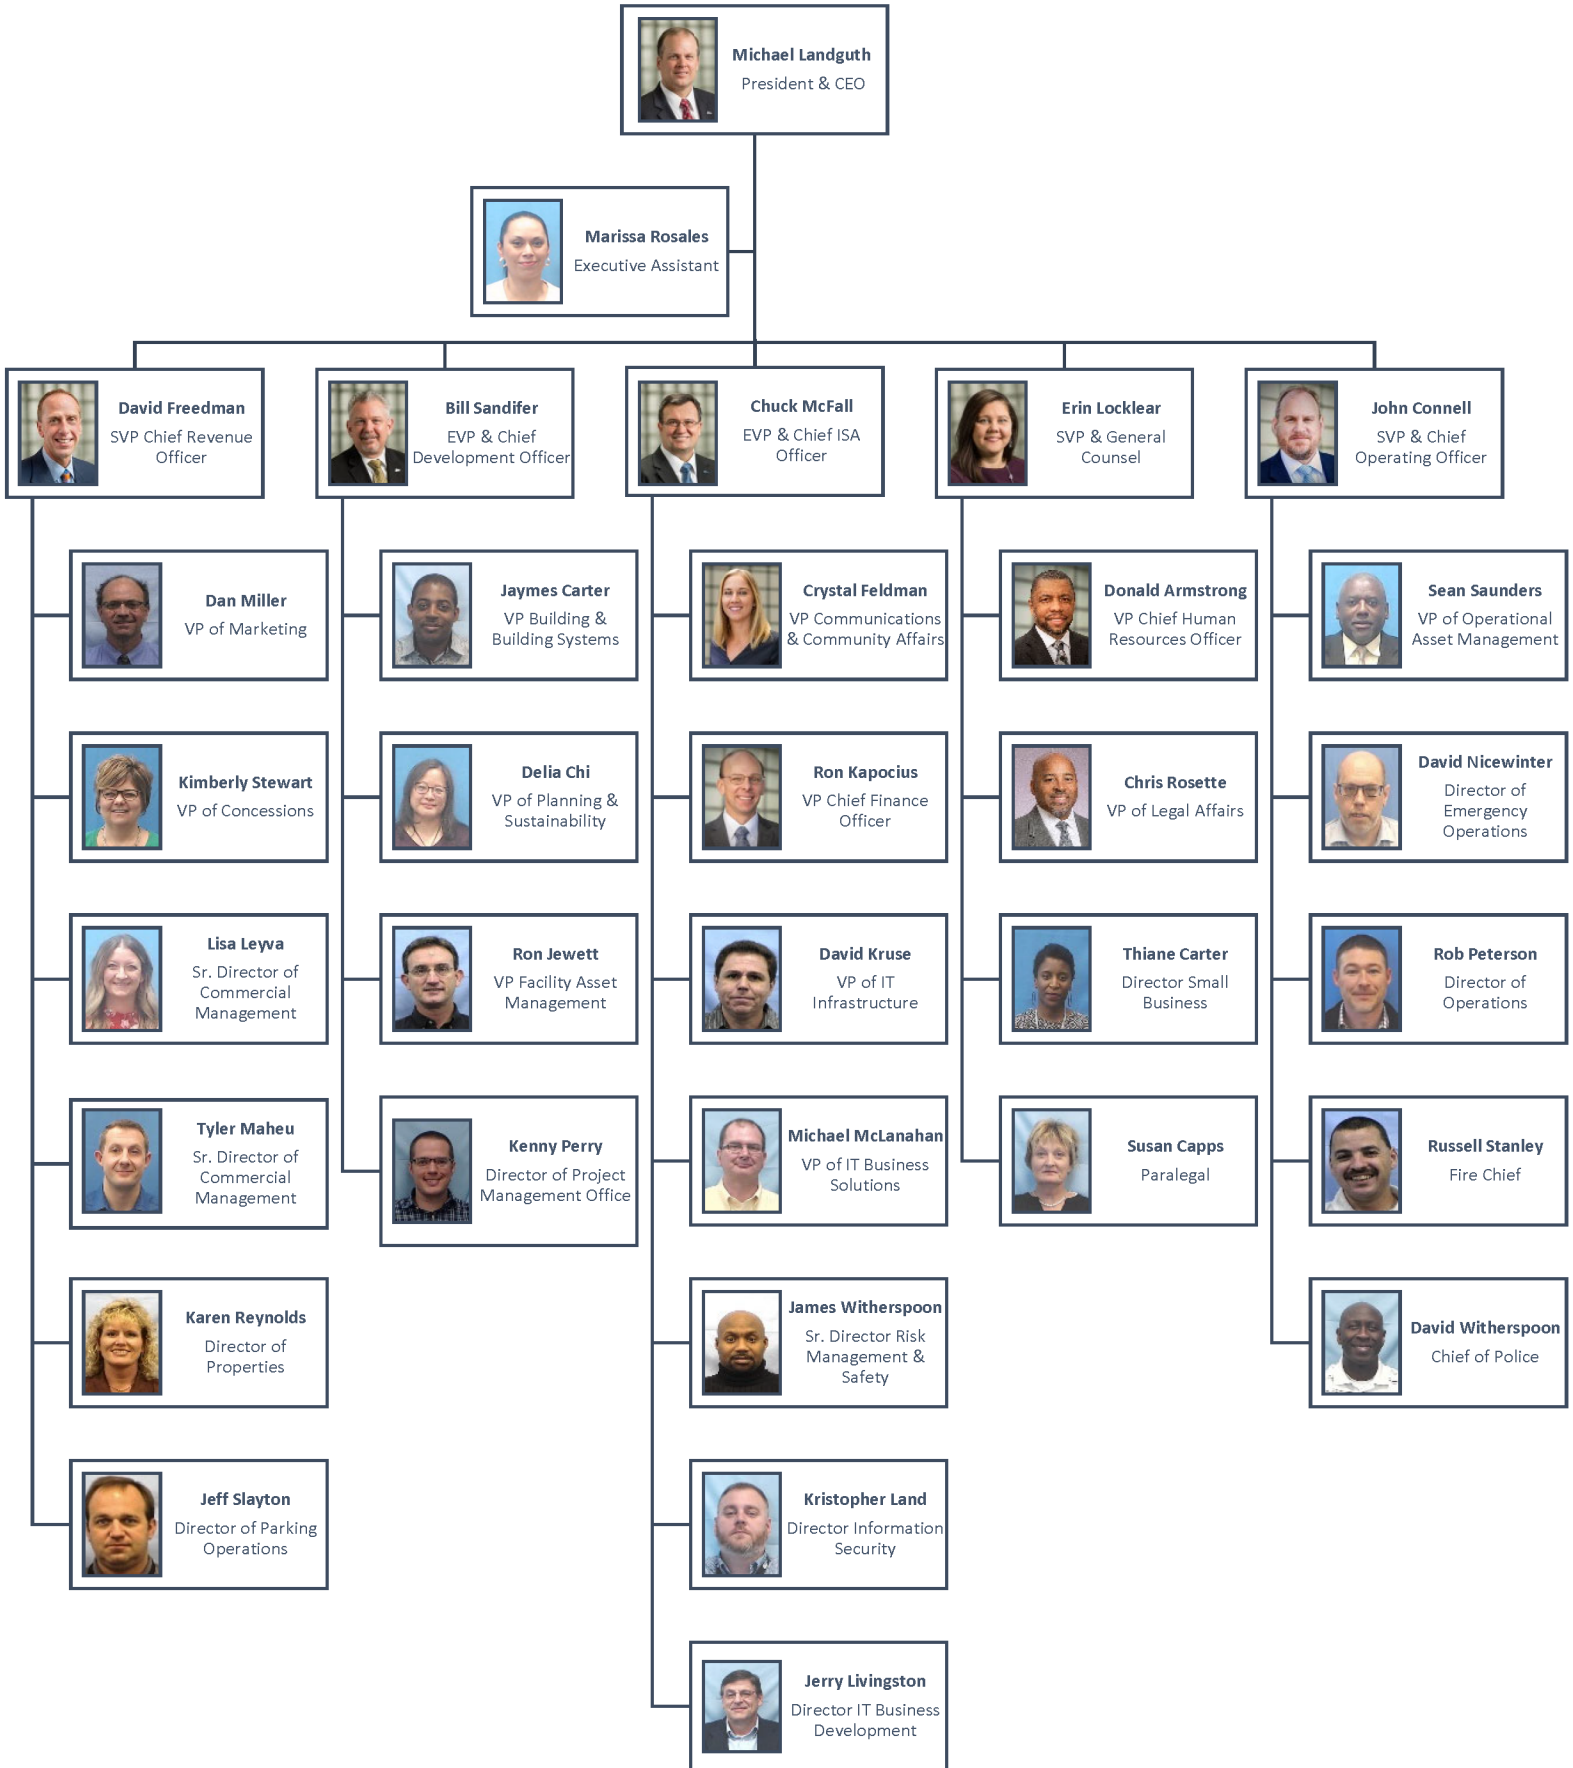 Michael Landguth
President & CEO
Marissa Rosales
Executive Assistant
David Freedman
SVP Chief Revenue
Officer
Bill Sandifer
EVP & Chief
Development Officer
Chuck McFall
EVP & Chief ISA
Officer
Erin Locklear
SVP & General
Counsel
John Connell
SVP & Chief
Operating Officer
Dan Miller
VP of Marketing
Kimberly Stewart
VP of Concessions
Lisa Leyva
Sr. Director of
Commercial
Management
Tyler Maheu
Sr. Director of
Commercial
Management
Karen Reynolds
Director of
Properties
Jeff Slayton
Director of Parking
Operations
Jaymes Carter
VP Building &
Building Systems
Delia Chi
VP of Planning &
Sustainability
Ron Jewett
VP Facility Asset
Management
Kenny Perry
Director of Project
Management Office
Crystal Feldman
VP Communications
& Community Affairs
Ron Kapocius
VP Chief Finance
Officer
David Kruse
VP of IT
Infrastructure
Michael McLanahan
VP of IT Business
Solutions
James Witherspoon
Sr. Director Risk
Management &
Safety
Kristopher Land
Director Information
Security
Jerry Livingston
Director IT Business
Development
Donald Armstrong
VP Chief Human
Resources Officer
Chris Rosette
VP of Legal Affairs
Thiane Carter
Director Small
Business
Susan Capps
Paralegal
Sean Saunders
VP of Operational
Asset Management
David Nicewinter
Director of
Emergency
Operations
Rob Peterson
Director of
Operations
Russell Stanley
Fire Chief
David Witherspoon
Chief of Police